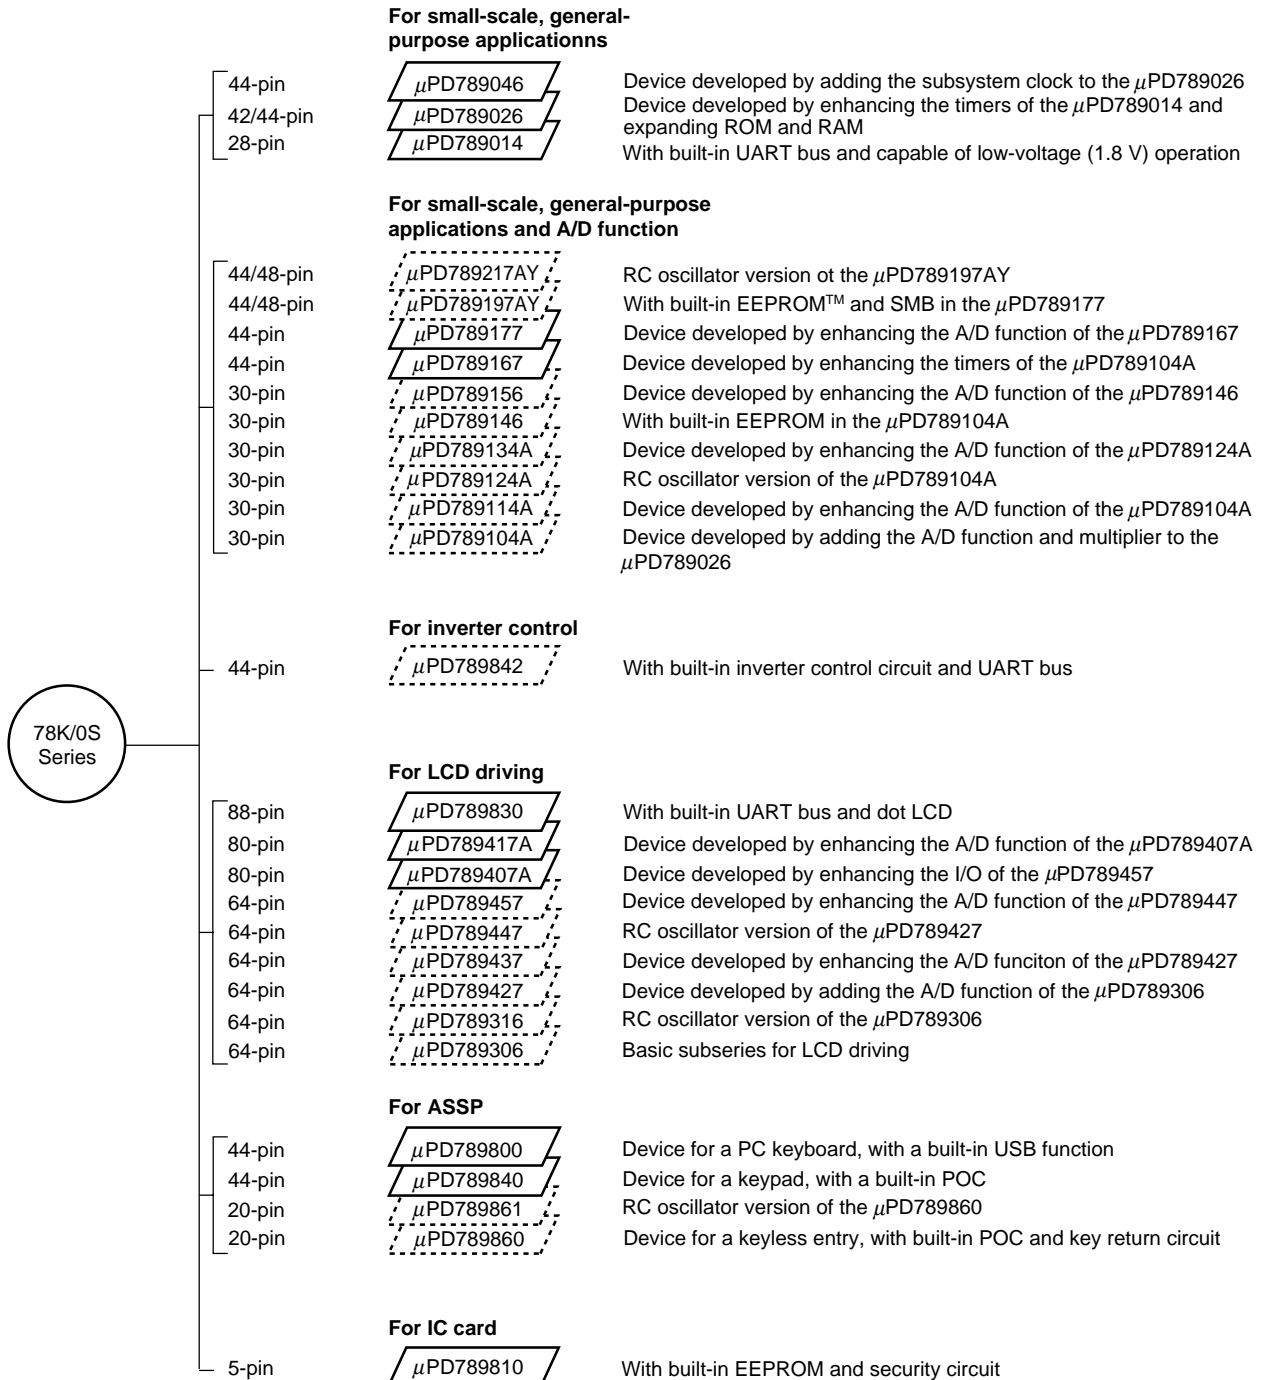 For small-scale, general-
purpose applicationns
44-pin μPD789046 Device developed by adding the subsystem clock to the μPD789026
42/44-pin μPD789026 Device developed by enhancing the timers of the μPD789014 and
expanding ROM and RAM
28-pin μPD789014 With built-in UART bus and capable of low-voltage (1.8 V) operation
For small-scale, general-purpose
applications and A/D function
44/48-pin μPD789217AY RC oscillator version ot the μPD789197AY
44/48-pin μPD789197AY With built-in EEPROM™ and SMB in the μPD789177
44-pin μPD789177 Device developed by enhancing the A/D function of the μPD789167
44-pin μPD789167 Device developed by enhancing the timers of the μPD789104A
30-pin μPD789156 Device developed by enhancing the A/D function of the μPD789146
30-pin μPD789146 With built-in EEPROM in the μPD789104A
30-pin μPD789134A Device developed by enhancing the A/D function of the μPD789124A
30-pin μPD789124A RC oscillator version of the μPD789104A
30-pin μPD789114A Device developed by enhancing the A/D function of the μPD789104A
30-pin μPD789104A Device developed by adding the A/D function and multiplier to the
μPD789026
For inverter control
44-pin μPD789842 With built-in inverter control circuit and UART bus
78K/0S
Series
For LCD driving
88-pin μPD789830 With built-in UART bus and dot LCD
80-pin μPD789417A Device developed by enhancing the A/D function of the μPD789407A
80-pin μPD789407A Device developed by enhancing the I/O of the μPD789457
64-pin μPD789457 Device developed by enhancing the A/D function of the μPD789447
64-pin μPD789447 RC oscillator version of the μPD789427
64-pin μPD789437 Device developed by enhancing the A/D funciton of the μPD789427
64-pin μPD789427 Device developed by adding the A/D function of the μPD789306
64-pin μPD789316 RC oscillator version of the μPD789306
64-pin μPD789306 Basic subseries for LCD driving
For ASSP
44-pin μPD789800 Device for a PC keyboard, with a built-in USB function
44-pin μPD789840 Device for a keypad, with a built-in POC
20-pin μPD789861 RC oscillator version of the μPD789860
20-pin μPD789860 Device for a keyless entry, with built-in POC and key return circuit
For IC card
5-pin μPD789810 With built-in EEPROM and security circuit